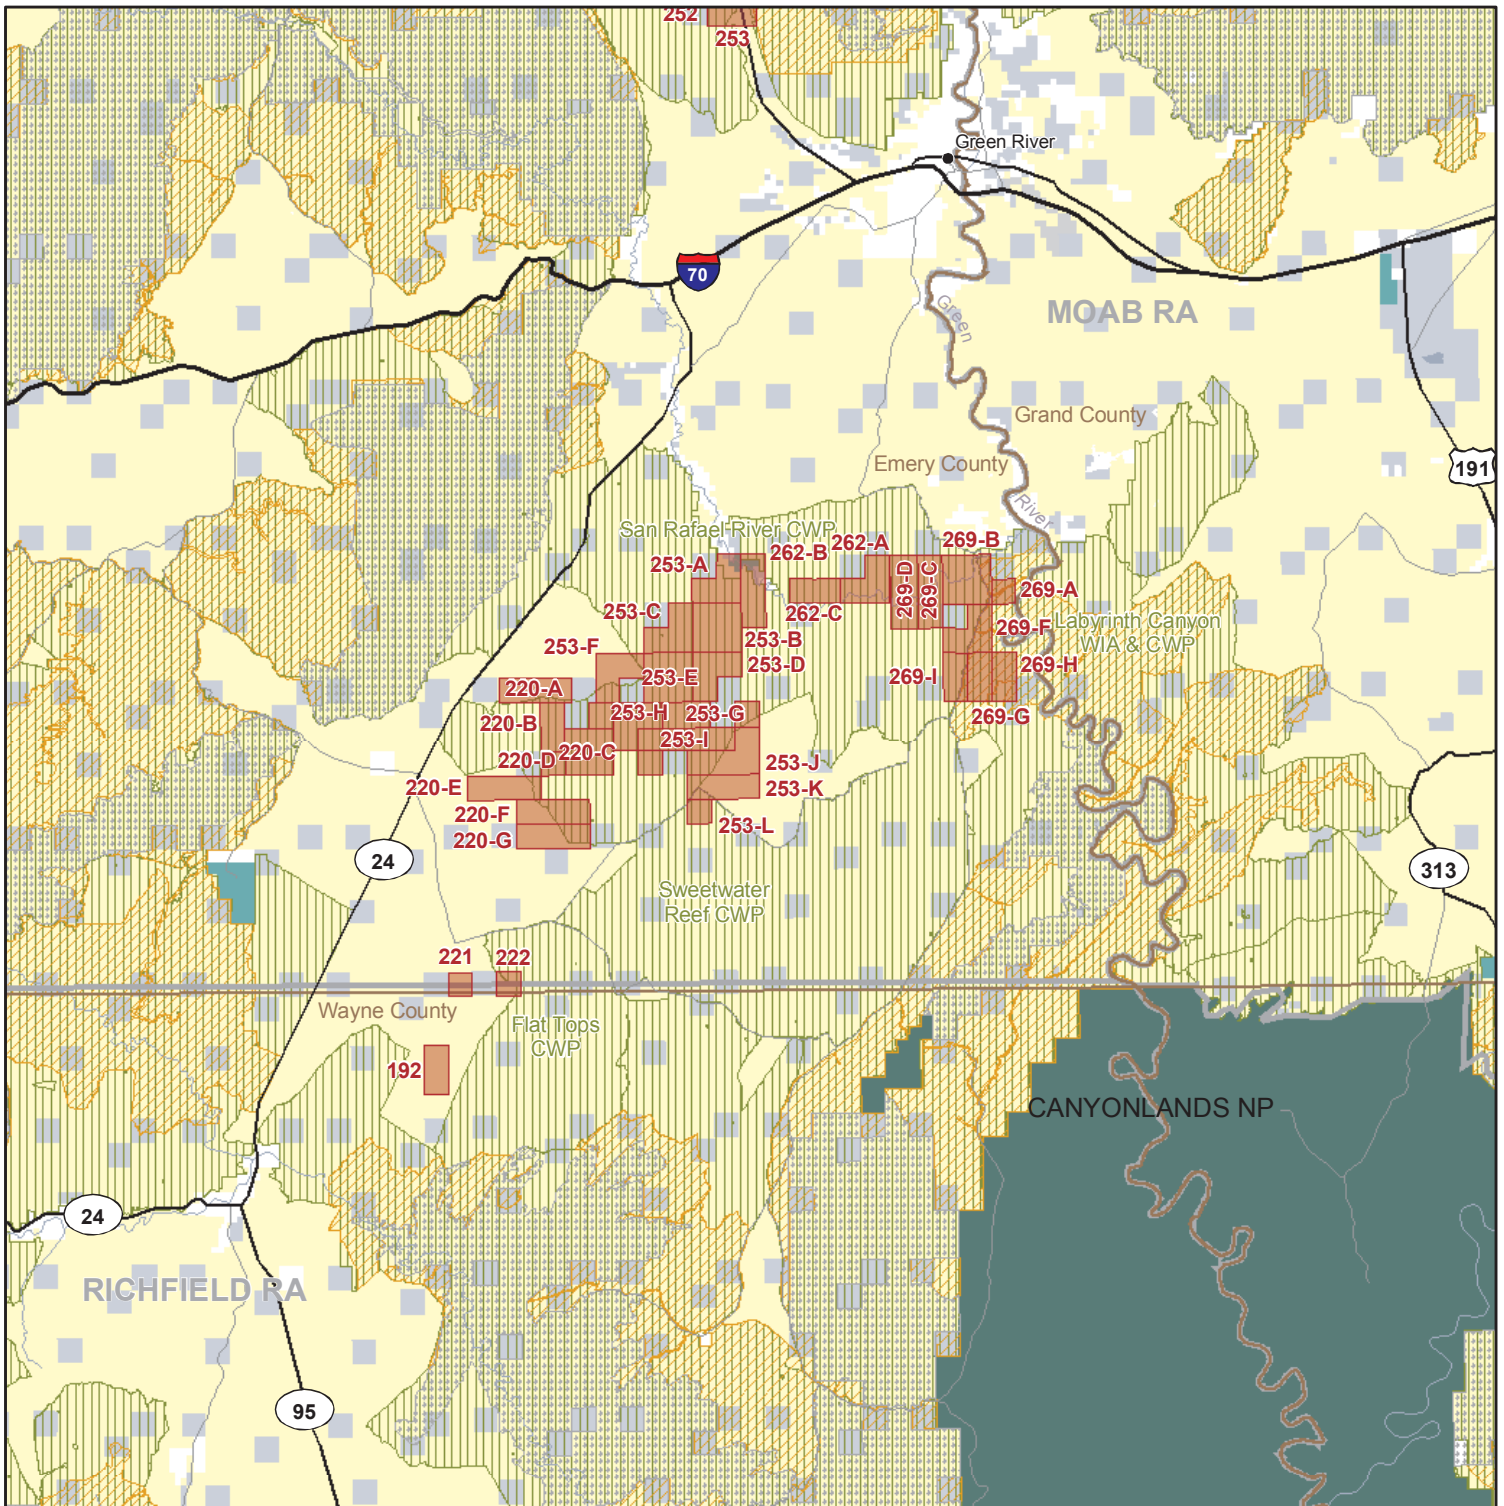 252
253
Green River
70
MOAB RA
Green
Grand County
Emery County
191
River
San Rafael River CWP
262-A
269-B
262-B
253-A
269-D
269-C
269-A
253-C
262-C
269-F
Labyrinth Canyon
WIA & CWP
253-F
253-B
253-D
269-H
253-E
269-I
220-A
253-H
253-G
269-G
220-B
253-I
220-D
220-C
253-J
220-E
253-K
220-F
253-L
220-G
24
313
Sweetwater
Reef CWP
221
222
Wayne County
Flat Tops
CWP
192
CANYONLANDS NP
24
RICHFIELD RA
95